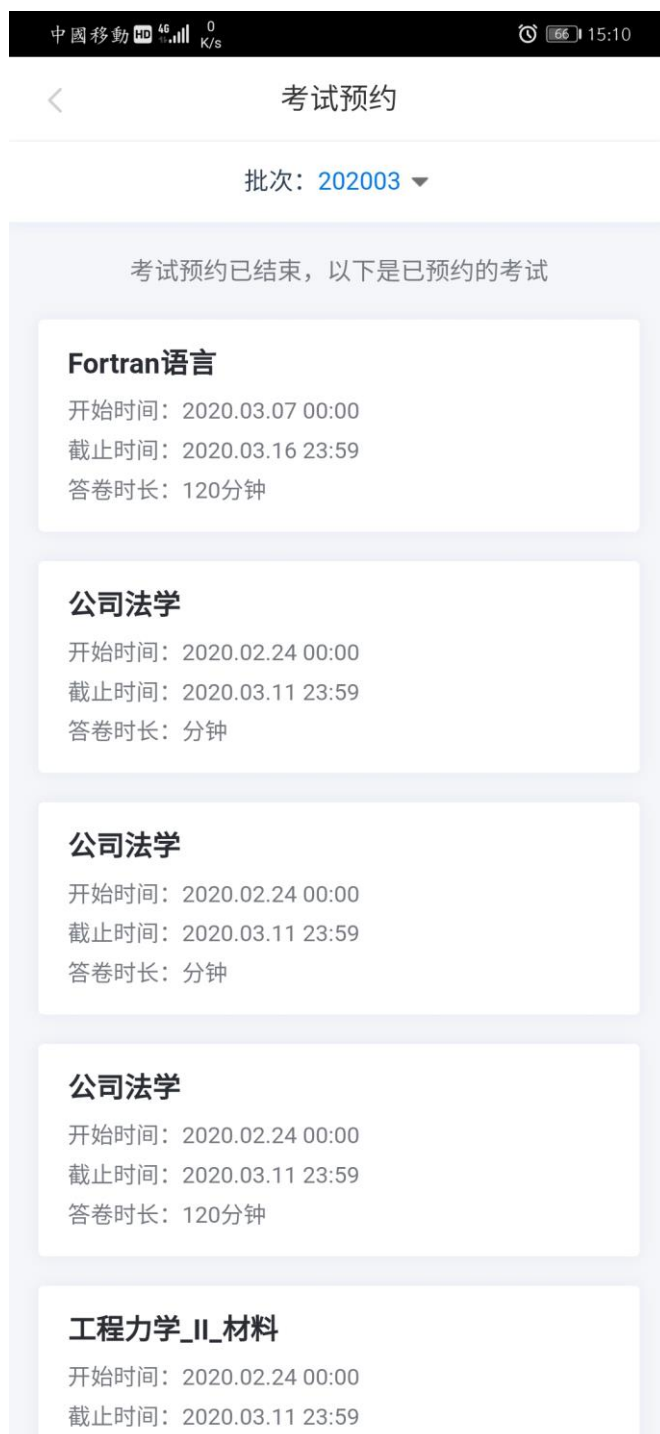 中國移動 HD 46 0 K/s 66 15:10
考试预约
批次：202003
考试预约已结束，以下是已预约的考试
Fortran语言
开始时间：2020.03.07 00:00
截止时间：2020.03.16 23:59
答卷时长：120分钟
公司法学
开始时间：2020.02.24 00:00
截止时间：2020.03.11 23:59
答卷时长：分钟
公司法学
开始时间：2020.02.24 00:00
截止时间：2020.03.11 23:59
答卷时长：分钟
公司法学
开始时间：2020.02.24 00:00
截止时间：2020.03.11 23:59
答卷时长：120分钟
工程力学_II_材料
开始时间：2020.02.24 00:00
截止时间：2020.03.11 23:59